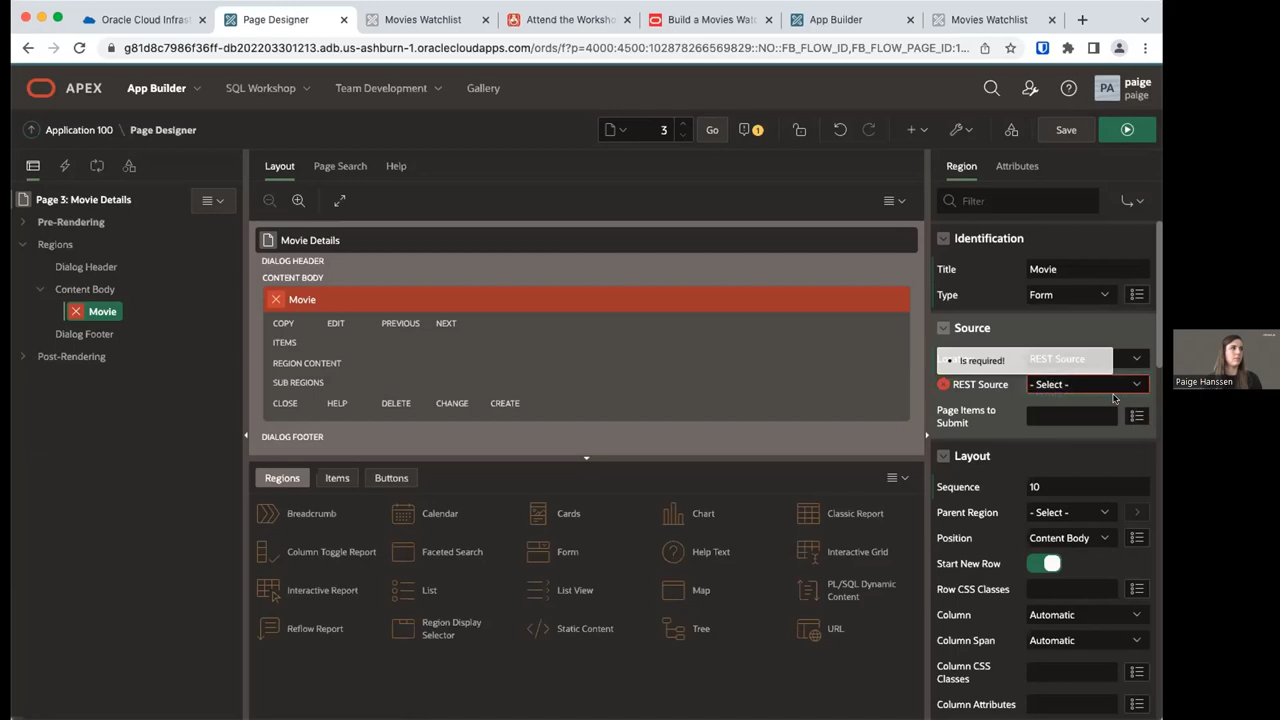 Oracle Cloud Infras
Page Designer
Movies Watchlist
Attend the Worksho
Build a Movies Wat
App Builder
Movies Watchlist
g81d8c7986f36ff-db202203301213.adb.us-ashburn-1.oraclecloudapps.com/ords/f?p=4000:4500:102878266569829::NO::FB_FLOW_ID,FB_FLOW_PAGE_ID:1...
APEX
App Builder
SQL Workshop
Team Development
Gallery
PA
paige
paige
Application 100
\
Page Designer
3
Go
1
Save
Layout
Page Search
Help
Region
Attributes
Page 3: Movie Details
Pre-Rendering
Regions
Dialog Header
Content Body
Movie
Dialog Footer
Post-Rendering
Movie Details
DIALOG HEADER
CONTENT BODY
Movie
COPY EDIT PREVIOUS NEXT
ITEMS
REGION CONTENT
SUB REGIONS
CLOSE HELP DELETE CHANGE CREATE
DIALOG FOOTER
Regions
Items
Buttons
Breadcrumb
Calendar
Cards
Chart
Classic Report
Column Toggle Report
Faceted Search
Form
Help Text
Interactive Grid
Interactive Report
List
List View
Map
PL/SQL Dynamic
Content
Reflow Report
Region Display
Selector
Static Content
Tree
URL
Filter
Identification
Title Movie
Type Form
Source
REST Source
Is required!
REST Source - Select -
Page Items to
Submit
Layout
Sequence 10
Parent Region - Select -
Position Content Body
Start New Row
Row CSS Classes
Column Automatic
Column Span Automatic
Column CSS
Classes
Column Attributes
Paige Hanssen